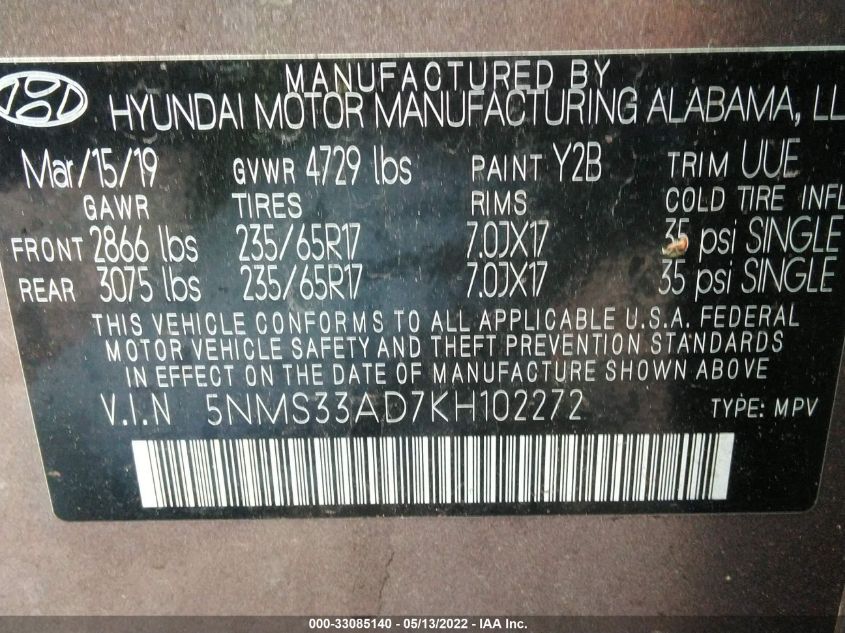 MANUFACTURED BY
HYUNDAI MOTOR MANUFACTURING ALABAMA, LL
Mar/15/19 GVWR 4729 lbs PAINT Y2B TRIM UUE
GAWR TIRES RIMS COLD TIRE INFL
FRONT 2866 lbs 235/65R17 7.0JX17 35 psi SINGLE
REAR 3075 lbs 235/65R17 7.0JX17 35 psi SINGLE
THIS VEHICLE CONFORMS TO ALL APPLICABLE U.S.A. FEDERAL
MOTOR VEHICLE SAFETY AND THEFT PREVENTION STANDARDS
IN EFFECT ON THE DATE OF MANUFACTURE SHOWN ABOVE
V.I.N 5NMS33AD7KH102272 TYPE: MPV
000-33085140 - 05/13/2022 - IAA Inc.